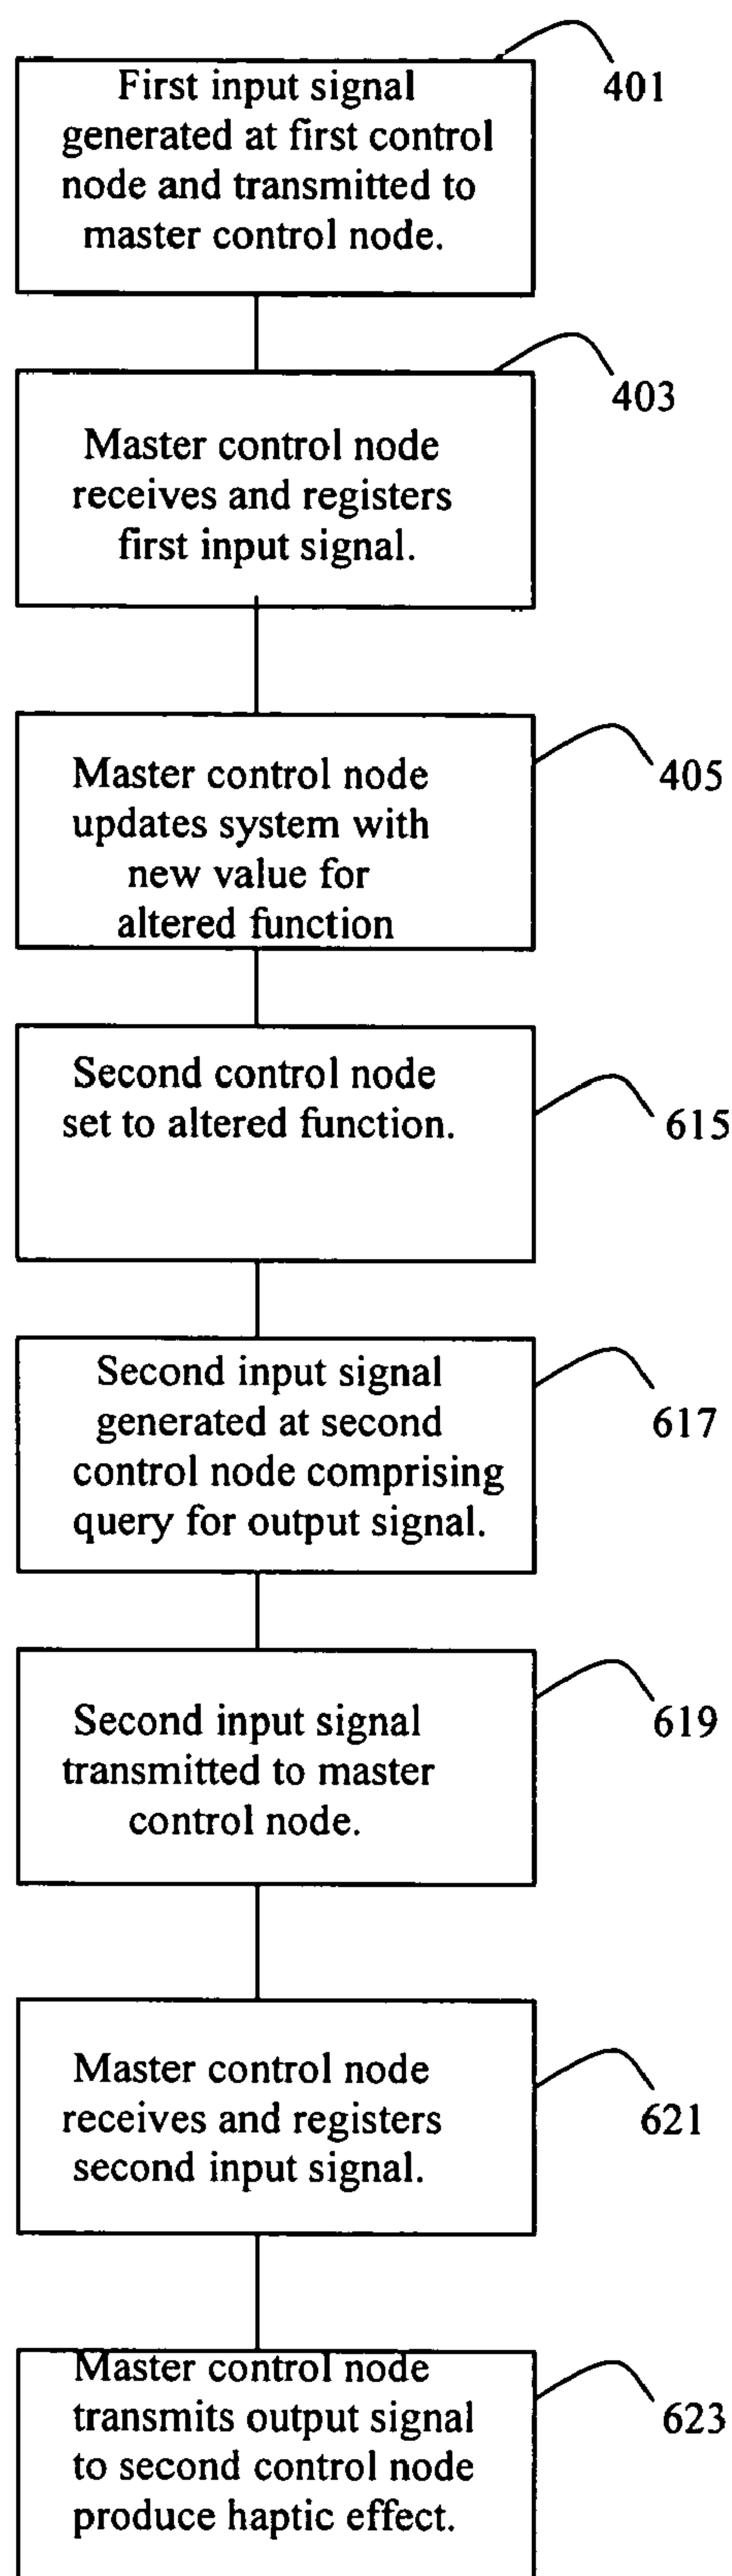 First input signal
generated at first control
node and transmitted to
master control node.
401
Master control node
receives and registers
first input signal.
403
Master control node
updates system with
new value for
altered function
405
Second control node
set to altered function.
615
Second input signal
generated at second
control node comprising
query for output signal.
617
Second input signal
transmitted to master
control node.
619
Master control node
receives and registers
second input signal.
621
Master control node
transmits output signal
to second control node
produce haptic effect.
623